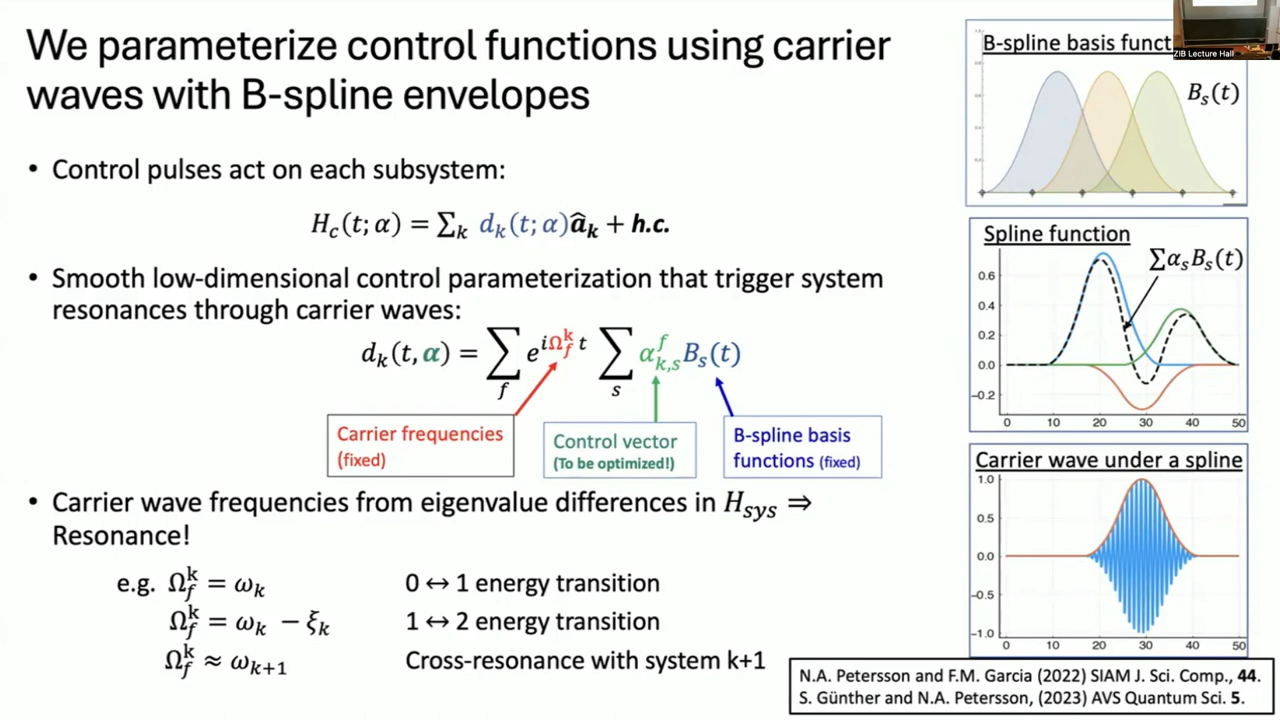 We parameterize control functions using carrier
waves with B-spline envelopes
• Control pulses act on each subsystem:
H_c(t; α) = ∑_k d_k(t; α)â_k + h.c.
• Smooth low-dimensional control parameterization that trigger system
resonances through carrier waves:
d_k(t, α) = ∑_f e^{iΩ_f^k t} ∑_s α_{k,s}^f B_s(t)
Carrier frequencies
(fixed)
Control vector
(To be optimized!)
B-spline basis
functions (fixed)
• Carrier wave frequencies from eigenvalue differences in H_sys ⇒
Resonance!
e.g. Ω_f^k = ω_k 0 ↔ 1 energy transition
Ω_f^k = ω_k − ξ_k 1 ↔ 2 energy transition
Ω_f^k ≈ ω_{k+1} Cross-resonance with system k+1
B-spline basis funct
ZIB Lecture Hall
B_s(t)
Spline function
∑α_sB_s(t)
0.6
0.4
0.2
0.0
−0.2
0 10 20 30 40 50
Carrier wave under a spline
1.0
0.5
0.0
−0.5
−1.0
0 10 20 30 40 50
N.A. Petersson and F.M. Garcia (2022) SIAM J. Sci. Comp., 44.
S. Günther and N.A. Petersson, (2023) AVS Quantum Sci. 5.